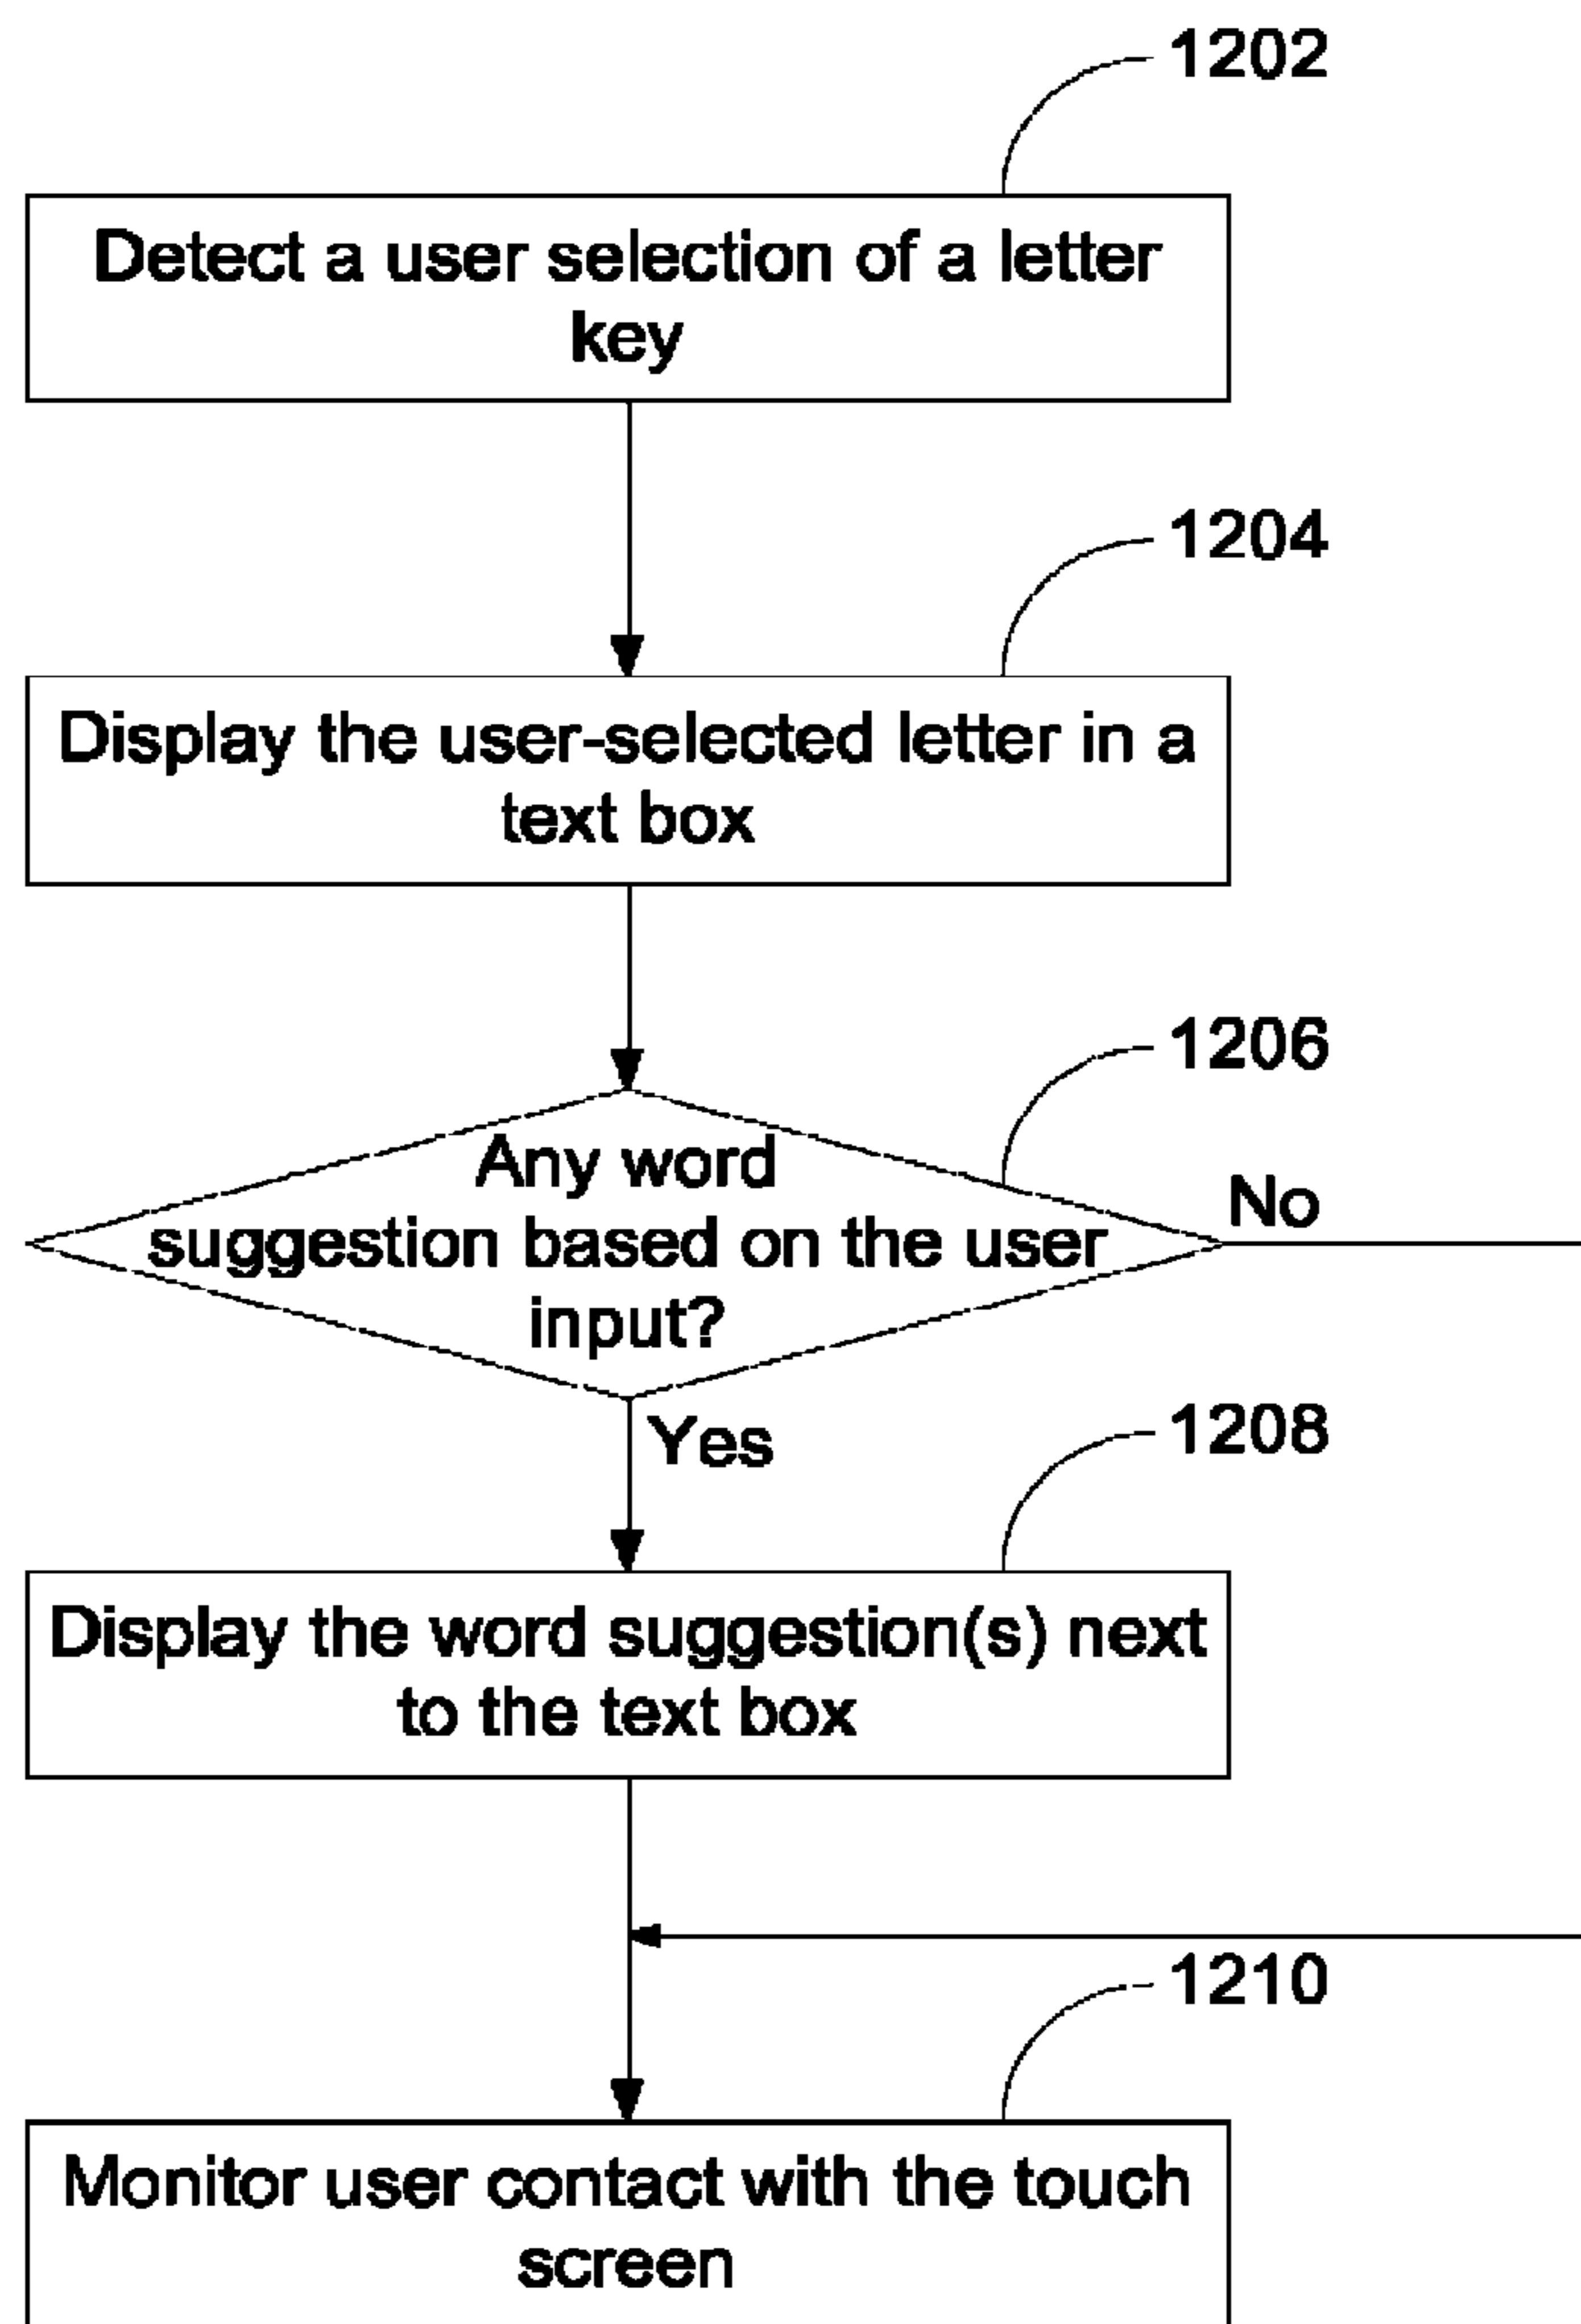 1202
Detect a user selection of a letter
key
1204
Display the user-selected letter in a
text box
1206
Any word
suggestion based on the user
input?
No
Yes
1208
Display the word suggestion(s) next
to the text box
1210
Monitor user contact with the touch
screen